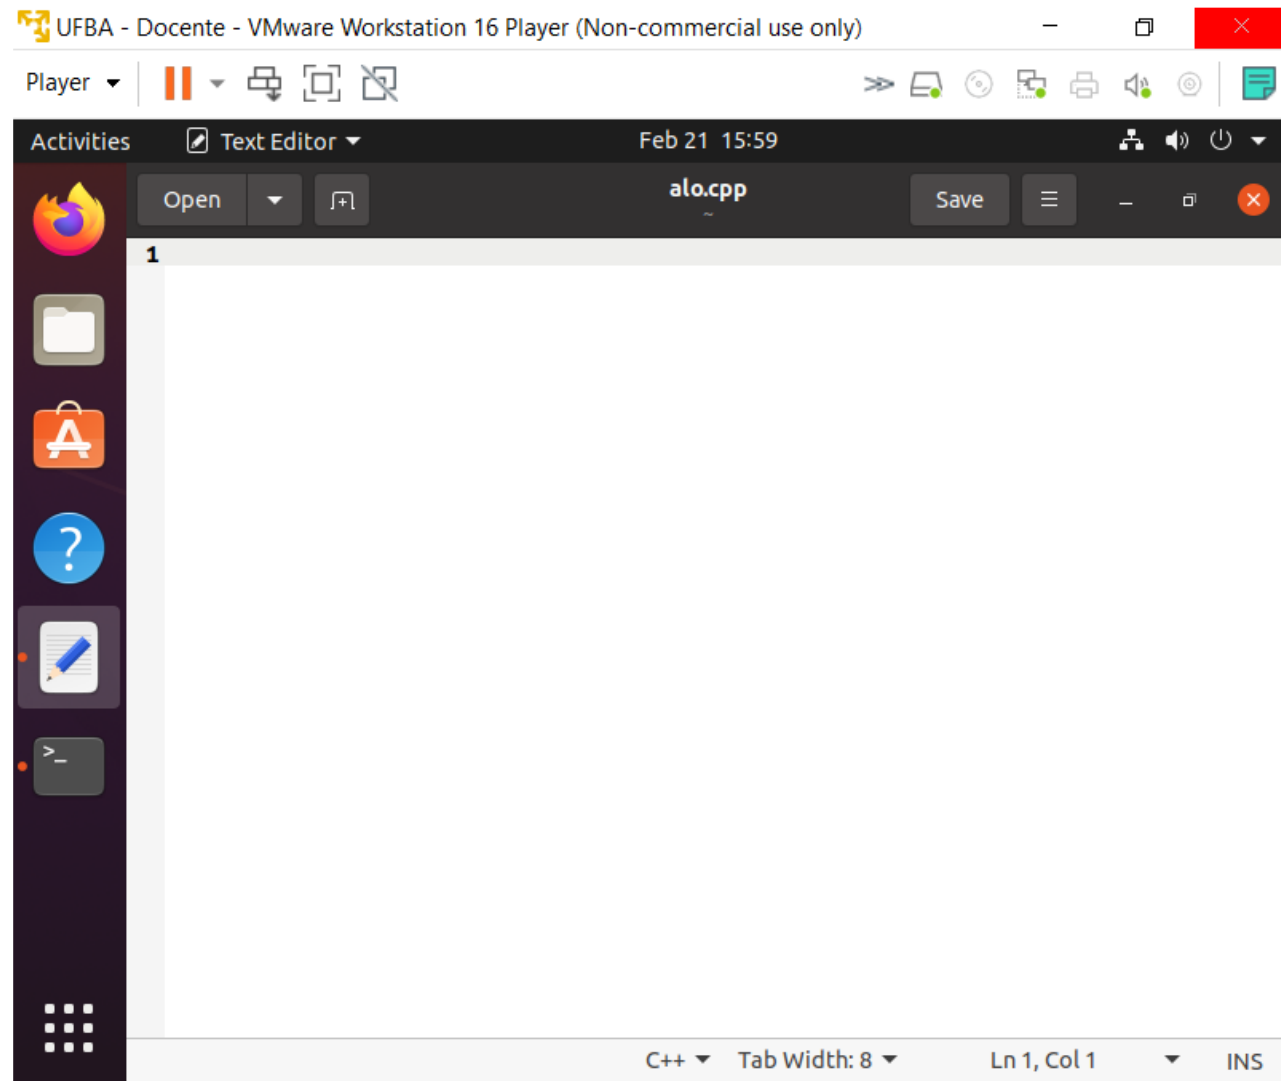 UFBA - Docente - VMware Workstation 16 Player (Non-commercial use only)
Player
Activities Text Editor Feb 21 15:59
Open alo.cpp Save
~
1
?
>_
C++ Tab Width: 8 Ln 1, Col 1 INS